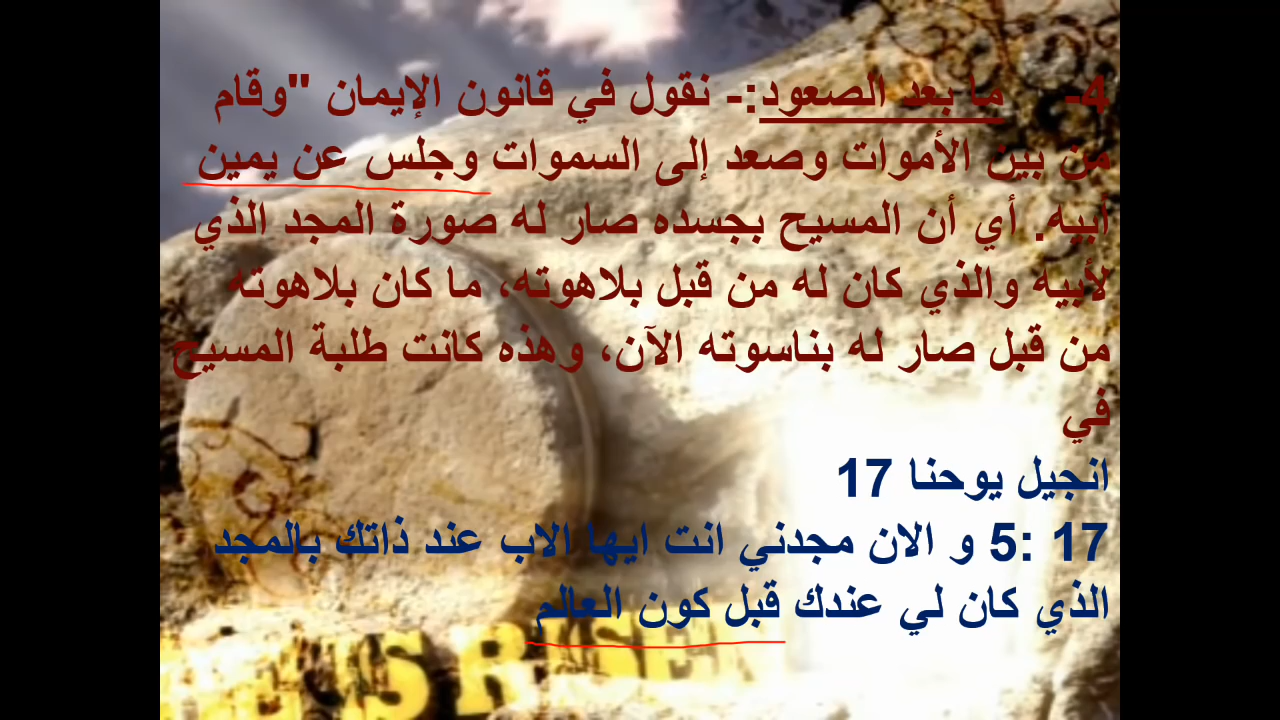 4- ما بعد الصعود:- نقول في قانون الإيمان "وقام
من بين الأموات وصعد إلى السموات وجلس عن يمين
أبيه. أي أن المسيح بجسده صار له صورة المجد الذي
لأبيه والذي كان له من قبل بلاهوته، ما كان بلاهوته
من قبل صار له بناسوته الآن، وهذه كانت طلبة المسيح
في
انجيل يوحنا 17
17 :5 و الان مجدني انت ايها الاب عند ذاتك بالمجد
الذي كان لي عندك قبل كون العالم
IS RISEN